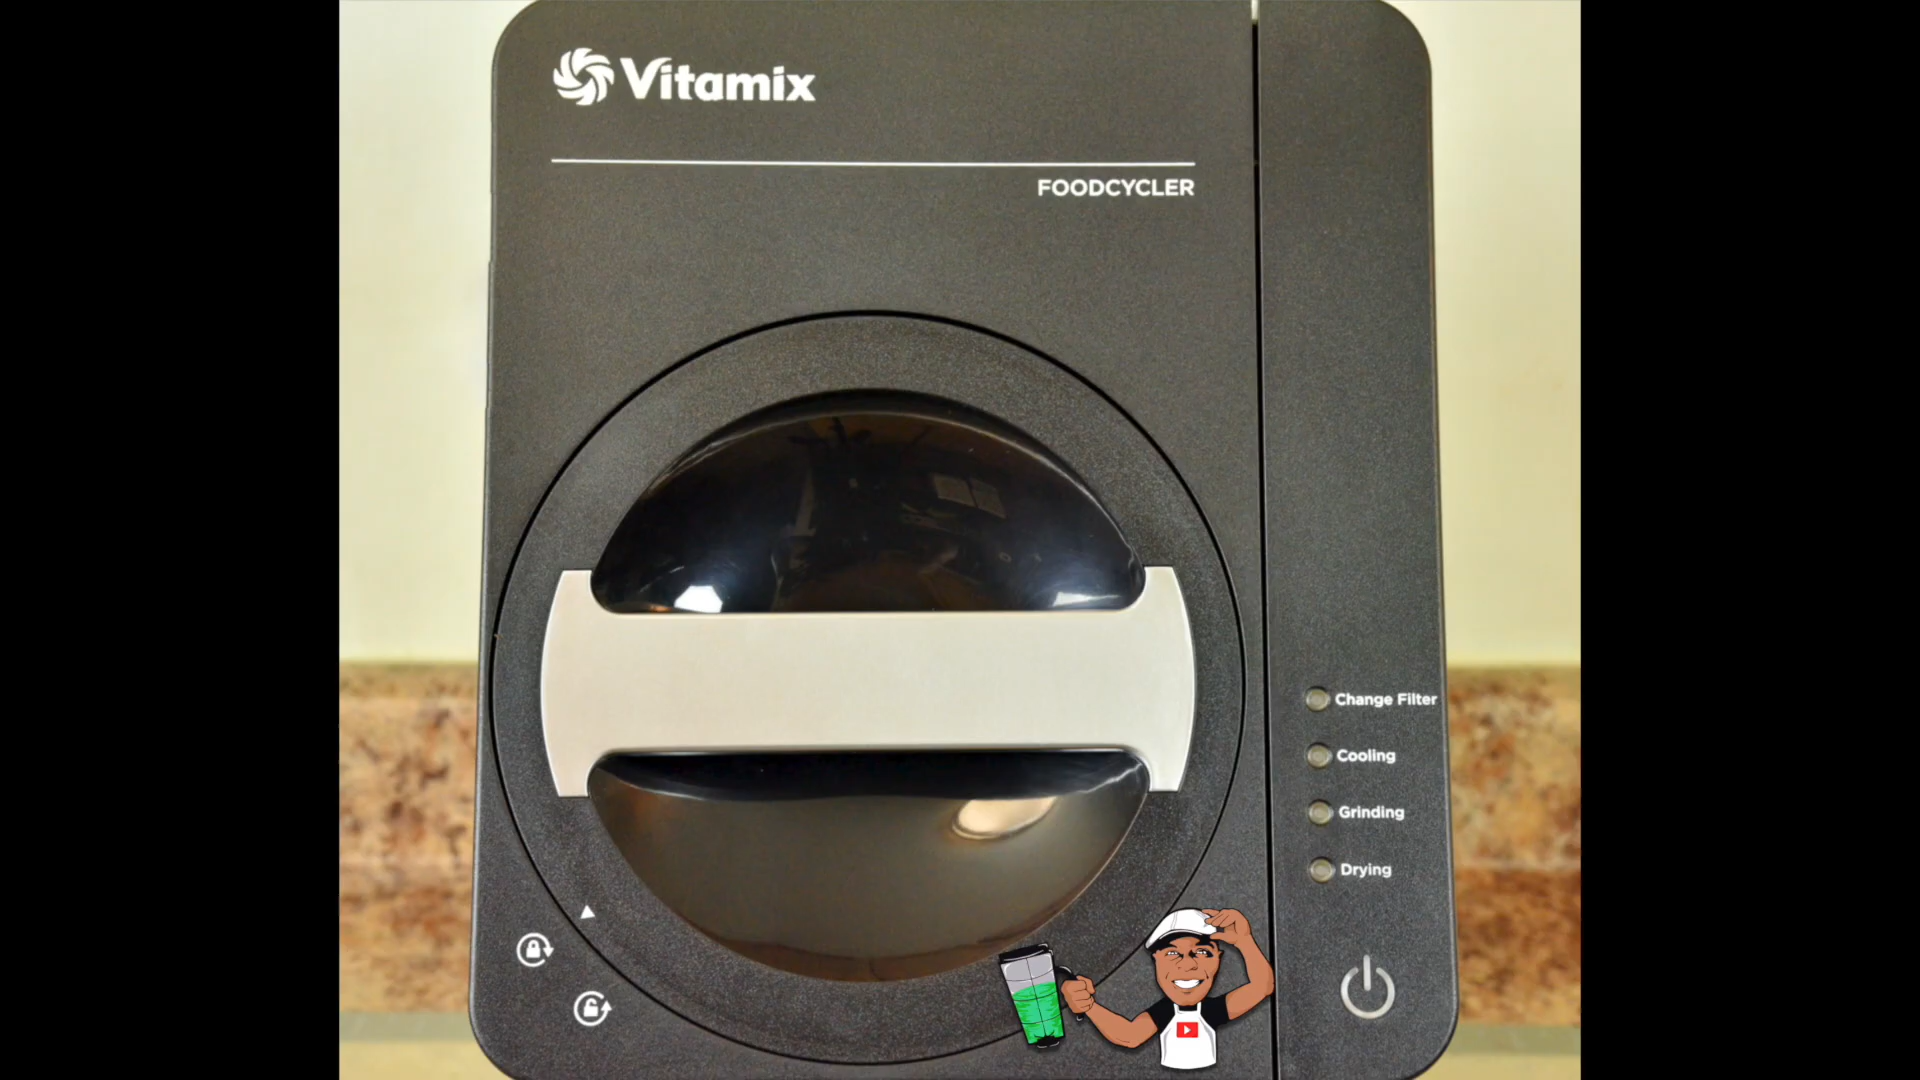 Vitamix
FOODCYCLER
Change Filter
Cooling
Grinding
Drying